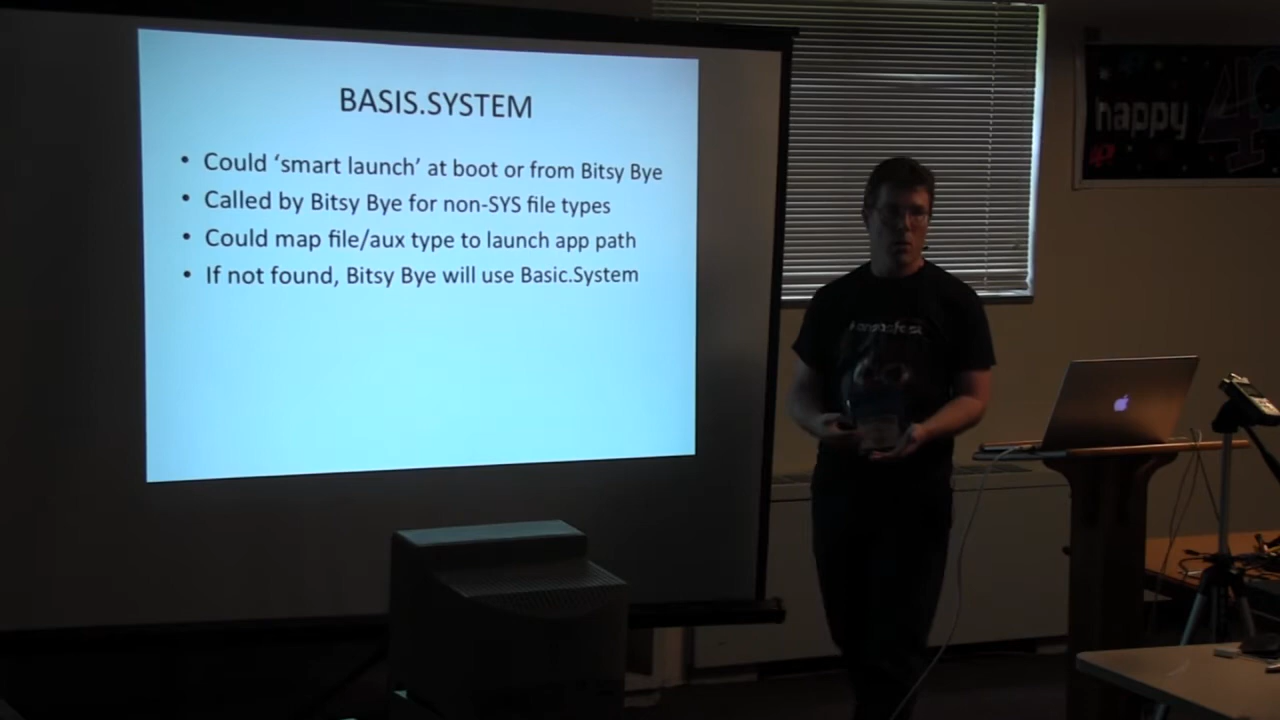 BASIS.SYSTEM
• Could ‘smart launch’ at boot or from Bitsy Bye
• Called by Bitsy Bye for non-SYS file types
• Could map file/aux type to launch app path
• If not found, Bitsy Bye will use Basic.System
happy